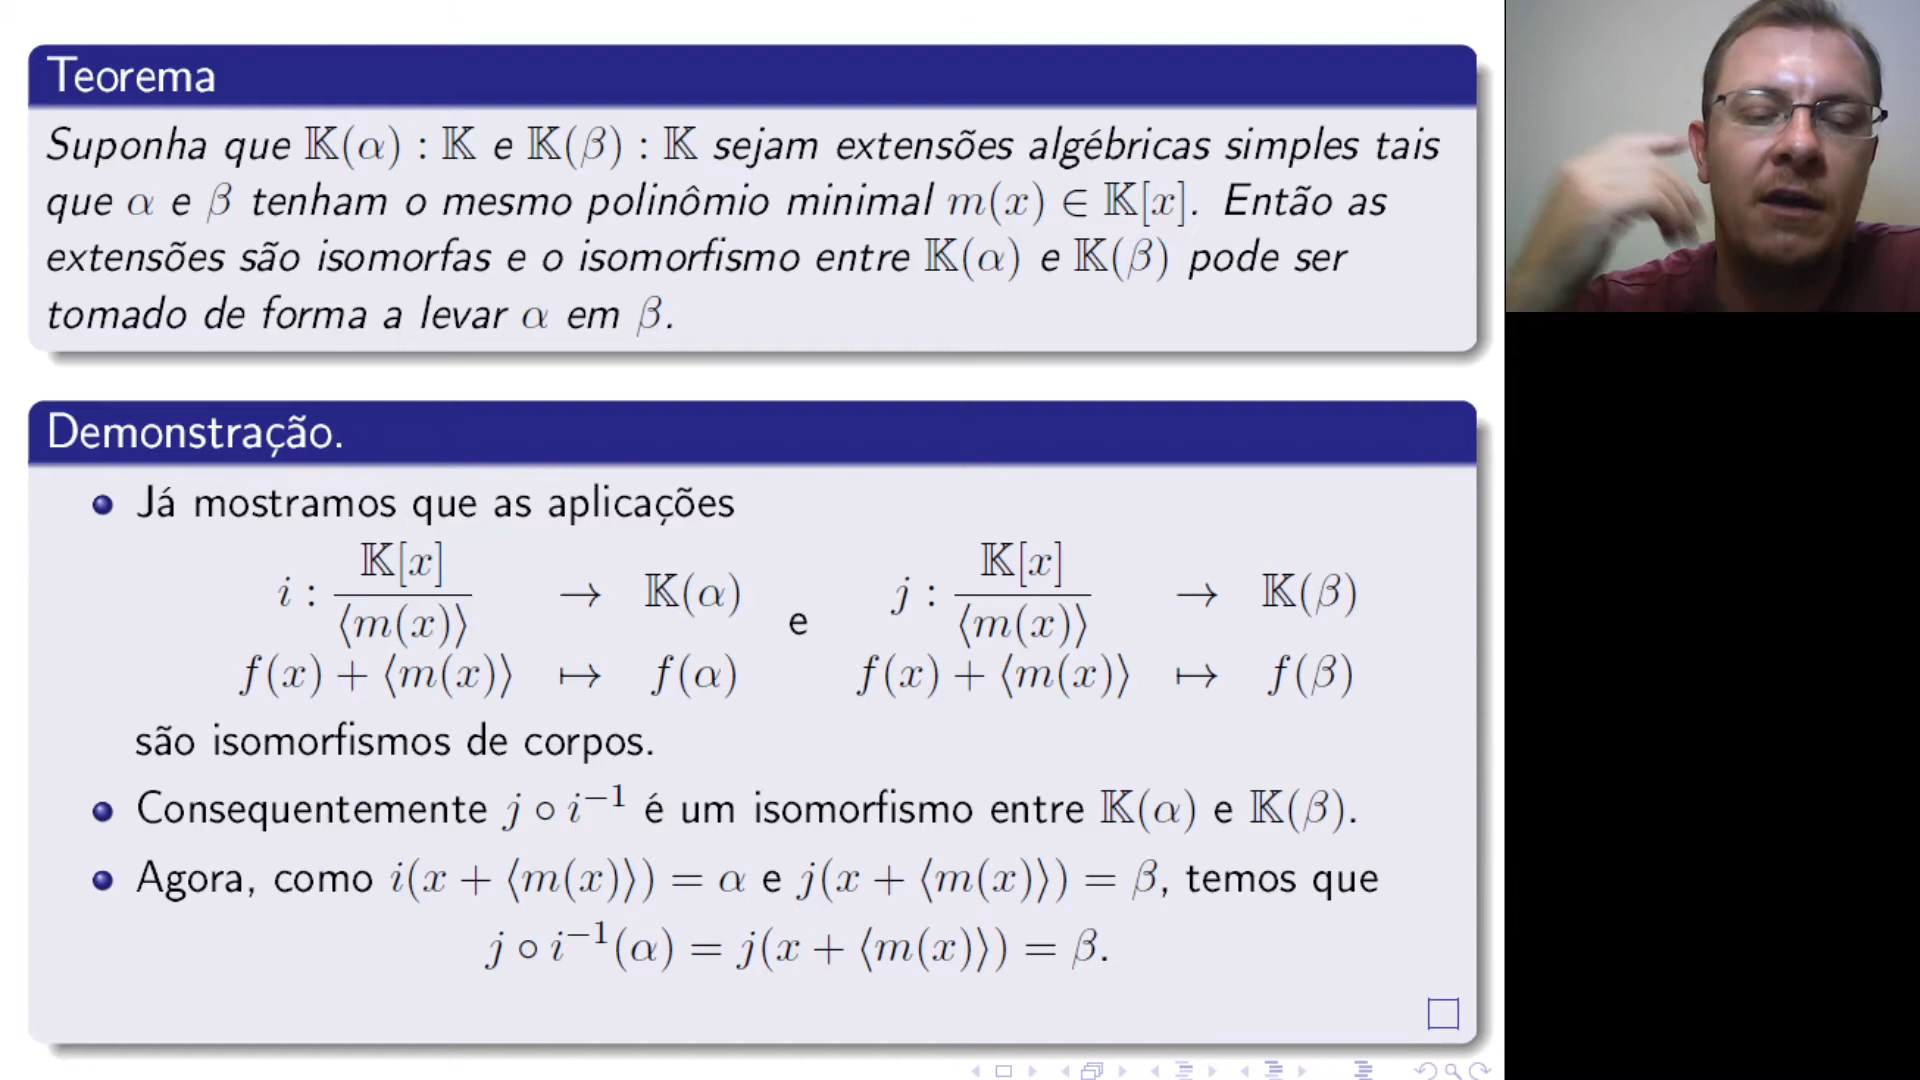 Teorema
Suponha que 𝕂(α) : 𝕂 e 𝕂(β) : 𝕂 sejam extensões algébricas simples tais
que α e β tenham o mesmo polinômio minimal m(x) ∈ 𝕂[x]. Então as
extensões são isomorfas e o isomorfismo entre 𝕂(α) e 𝕂(β) pode ser
tomado de forma a levar α em β.
Demonstração.
Já mostramos que as aplicações
i : 𝕂[x]/⟨m(x)⟩ → 𝕂(α) e j : 𝕂[x]/⟨m(x)⟩ → 𝕂(β)
f(x) + ⟨m(x)⟩ ↦ f(α) f(x) + ⟨m(x)⟩ ↦ f(β)
são isomorfismos de corpos.
Consequentemente j ∘ i⁻¹ é um isomorfismo entre 𝕂(α) e 𝕂(β).
Agora, como i(x + ⟨m(x)⟩) = α e j(x + ⟨m(x)⟩) = β, temos que
j ∘ i⁻¹(α) = j(x + ⟨m(x)⟩) = β.